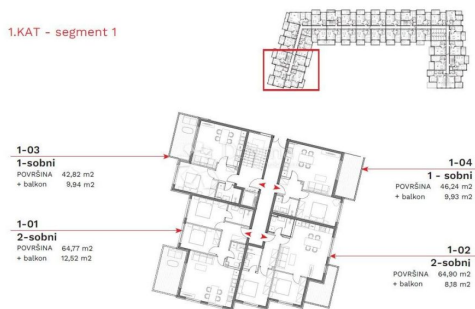 1.KAT - segment 1
1-03
1-sobni
POVRŠINA 42,82 m2
+ balkon 9,94 m2
1-04
1 - sobni
POVRŠINA 46,24 m2
+ balkon 9,93 m2
1-01
2-sobni
POVRŠINA 64,77 m2
+ balkon 12,52 m2
1-02
2-sobni
POVRŠINA 64,90 m2
+ balkon 8,18 m2